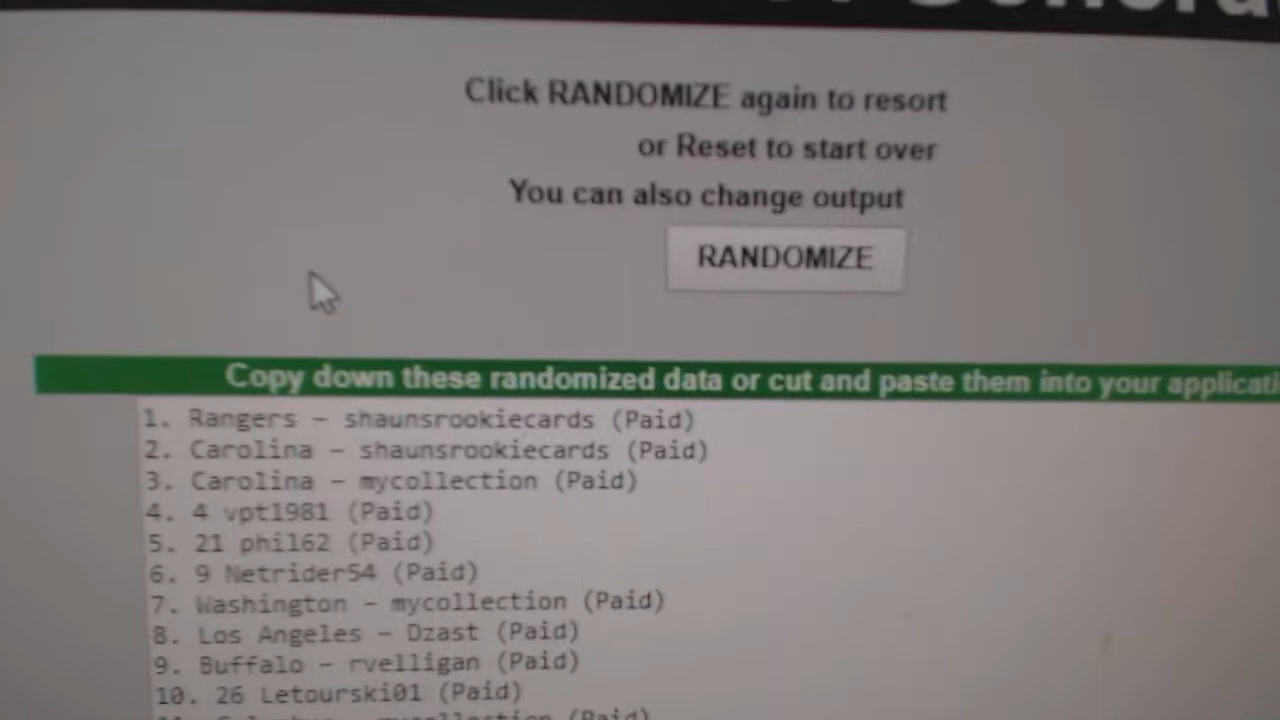 Click RANDOMIZE again to resort
or Reset to start over
You can also change output
RANDOMIZE
Copy down these randomized data or cut and paste them into your applicati
1. Rangers - shaunsrookiecards (Paid)
2. Carolina - shaunsrookiecards (Paid)
3. Carolina - mycollection (Paid)
4. 4 vpt1981 (Paid)
5. 21 phil62 (Paid)
6. 9 Netrider54 (Paid)
7. Washington - mycollection (Paid)
8. Los Angeles - Dzast (Paid)
9. Buffalo - rvelligan (Paid)
10. 26 Letourski01 (Paid)